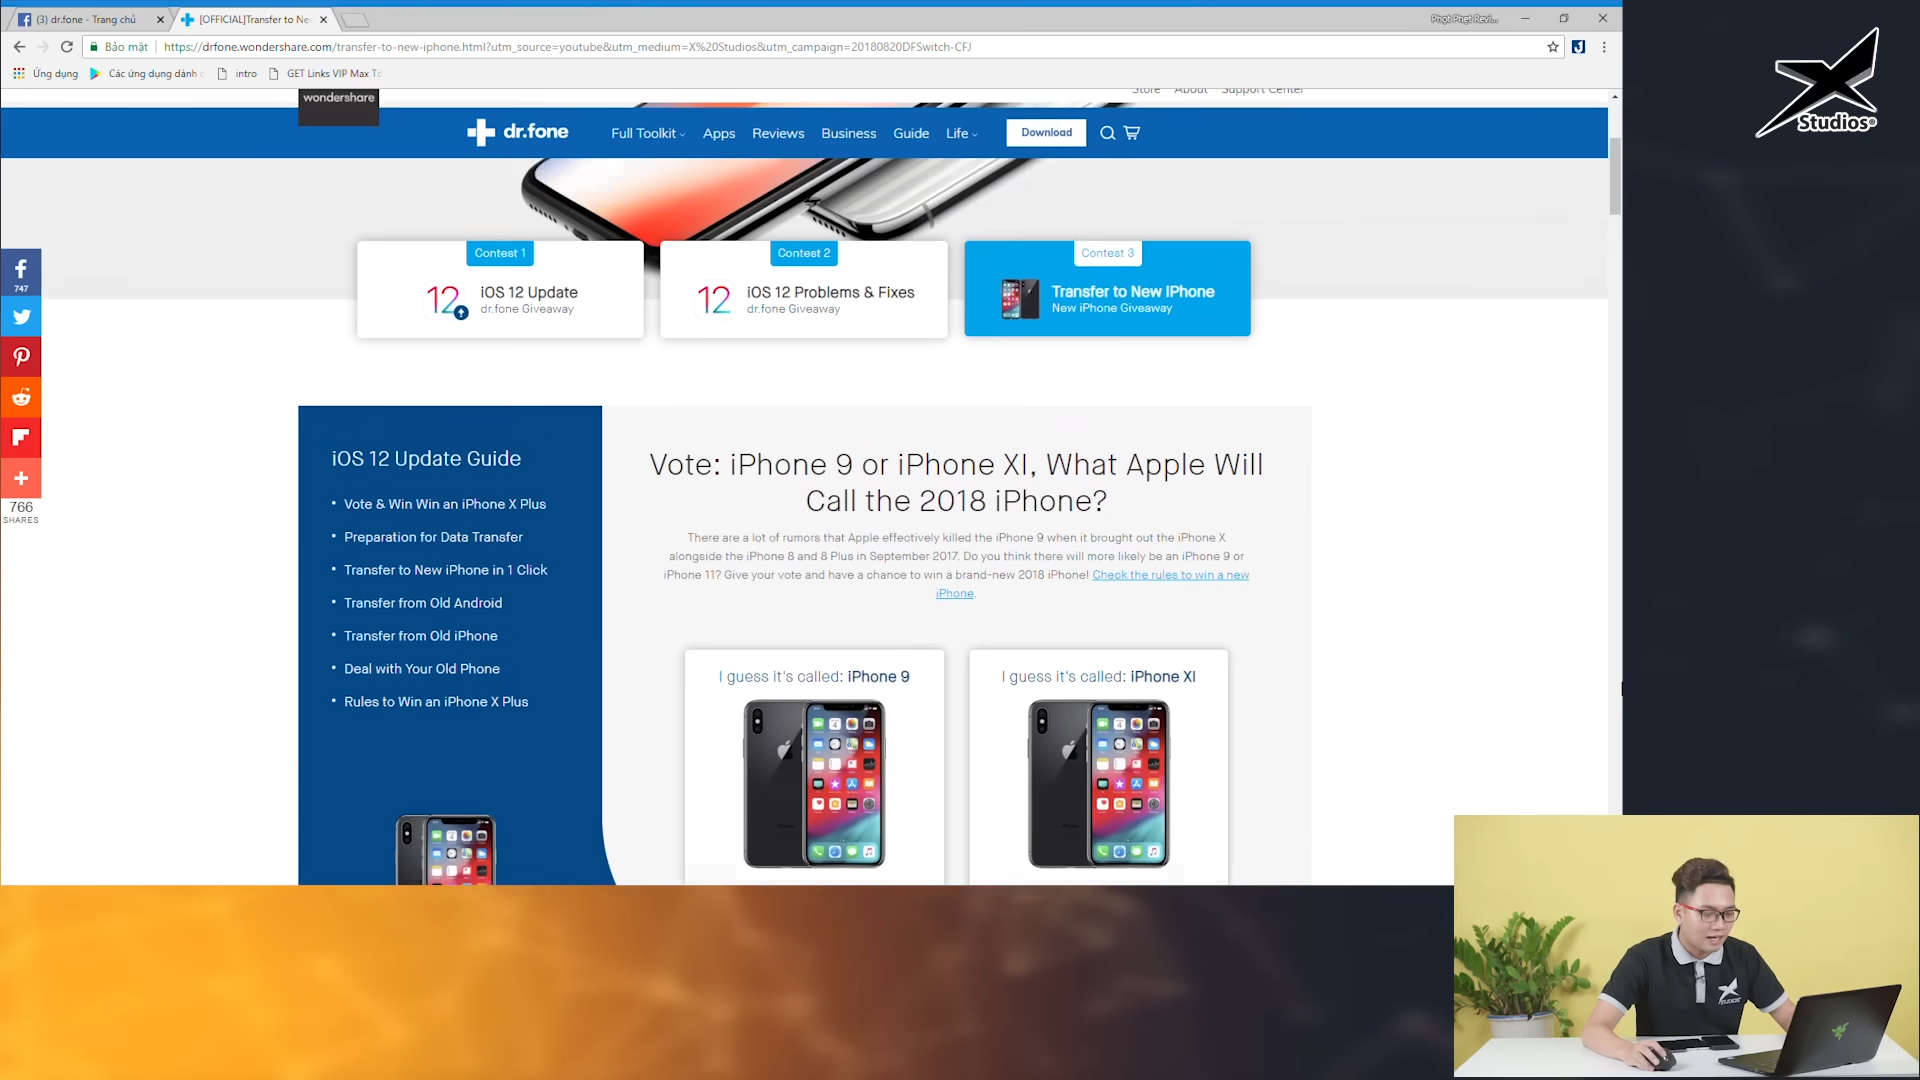 (3) dr.fone - Trang chủ
[OFFICIAL]Transfer to Ne
Bảo mật
https://drfone.wondershare.com/transfer-to-new-iphone.html?utm_source=youtube&utm_medium=X%20Studios&utm_campaign=20180820DFSwitch-CFJ
Ứng dụng
Các ứng dụng dành c
intro
GET Links VIP Max Tố
wondershare
Store About Support Center
dr.fone
Full Toolkit
Apps
Reviews
Business
Guide
Life
Download
Contest 1
12
iOS 12 Update
dr.fone Giveaway
Contest 2
12
iOS 12 Problems & Fixes
dr.fone Giveaway
Contest 3
Transfer to New iPhone
New iPhone Giveaway
747
766
SHARES
iOS 12 Update Guide
• Vote & Win Win an iPhone X Plus
• Preparation for Data Transfer
• Transfer to New iPhone in 1 Click
• Transfer from Old Android
• Transfer from Old iPhone
• Deal with Your Old Phone
• Rules to Win an iPhone X Plus
Vote: iPhone 9 or iPhone XI, What Apple Will
Call the 2018 iPhone?
There are a lot of rumors that Apple effectively killed the iPhone 9 when it brought out the iPhone X
alongside the iPhone 8 and 8 Plus in September 2017. Do you think there will more likely be an iPhone 9 or
iPhone 11? Give your vote and have a chance to win a brand-new 2018 iPhone! Check the rules to win a new
iPhone.
I guess it's called: iPhone 9
I guess it's called: iPhone XI
X Studios®